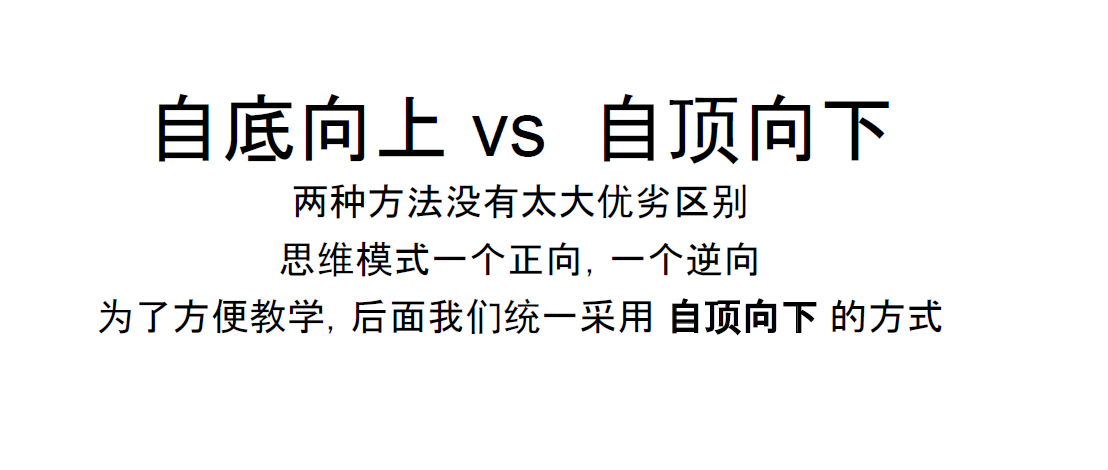 自底向上 vs 自顶向下
两种方法没有太大优劣区别
思维模式一个正向, 一个逆向
为了方便教学, 后面我们统一采用 自顶向下 的方式